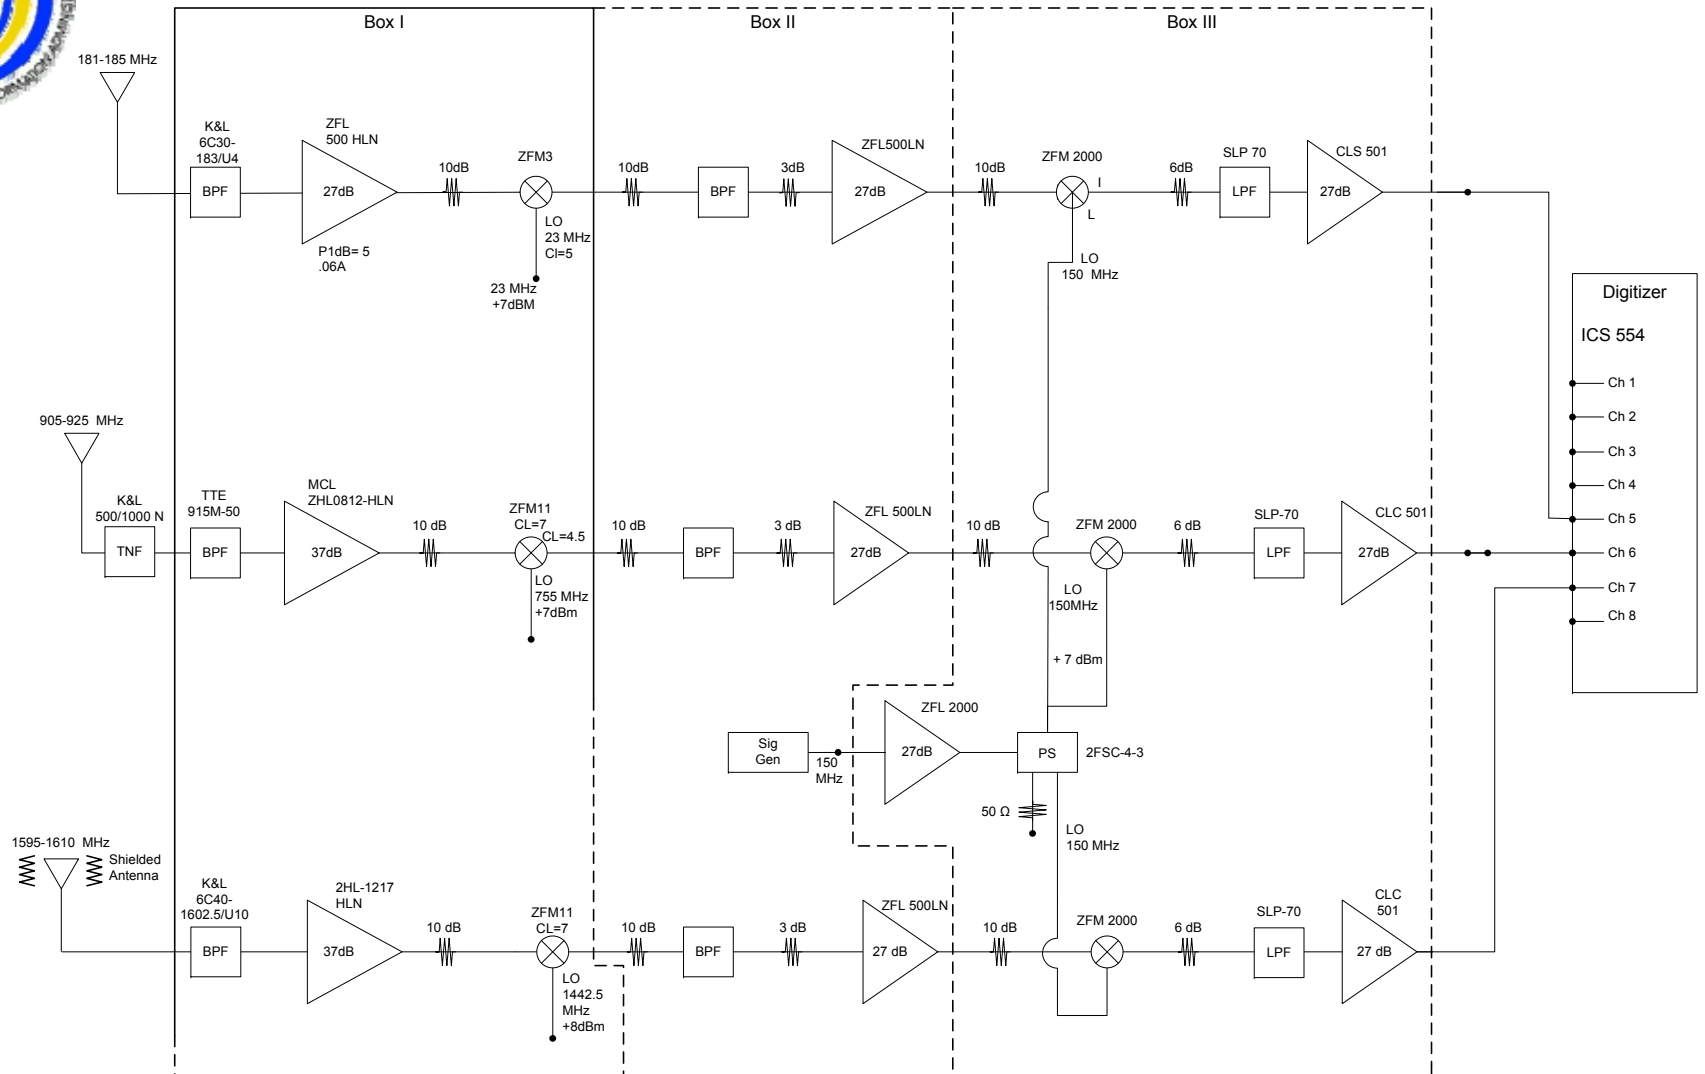 Box I
Box II
Box III
181-185 MHz
K&L
6C30-
183/U4
BPF
ZFL
500 HLN
27dB
P1dB= 5
.06A
10dB
ZFM3
LO
23 MHz
Cl=5
23 MHz
+7dBM
10dB
BPF
3dB
ZFL500LN
27dB
10dB
ZFM 2000
I
L
LO
150 MHz
6dB
SLP 70
LPF
CLS 501
27dB
Digitizer
ICS 554
Ch 1
Ch 2
Ch 3
Ch 4
Ch 5
Ch 6
Ch 7
Ch 8
905-925 MHz
K&L
500/1000 N
TNF
TTE
915M-50
BPF
MCL
ZHL0812-HLN
37dB
10 dB
ZFM11
CL=7
CL=4.5
LO
755 MHz
+7dBm
10 dB
BPF
3 dB
ZFL 500LN
27dB
10 dB
ZFM 2000
LO
150MHz
+ 7 dBm
6 dB
SLP-70
LPF
CLC 501
27dB
Sig
Gen
150
MHz
ZFL 2000
27dB
PS
2FSC-4-3
50 Ω
LO
150 MHz
1595-1610 MHz
Shielded
Antenna
K&L
6C40-
1602.5/U10
BPF
2HL-1217
HLN
37dB
10 dB
ZFM11
CL=7
LO
1442.5
MHz
+8dBm
10 dB
BPF
3 dB
ZFL 500LN
27 dB
10 dB
ZFM 2000
6 dB
SLP-70
LPF
CLC
501
27 dB